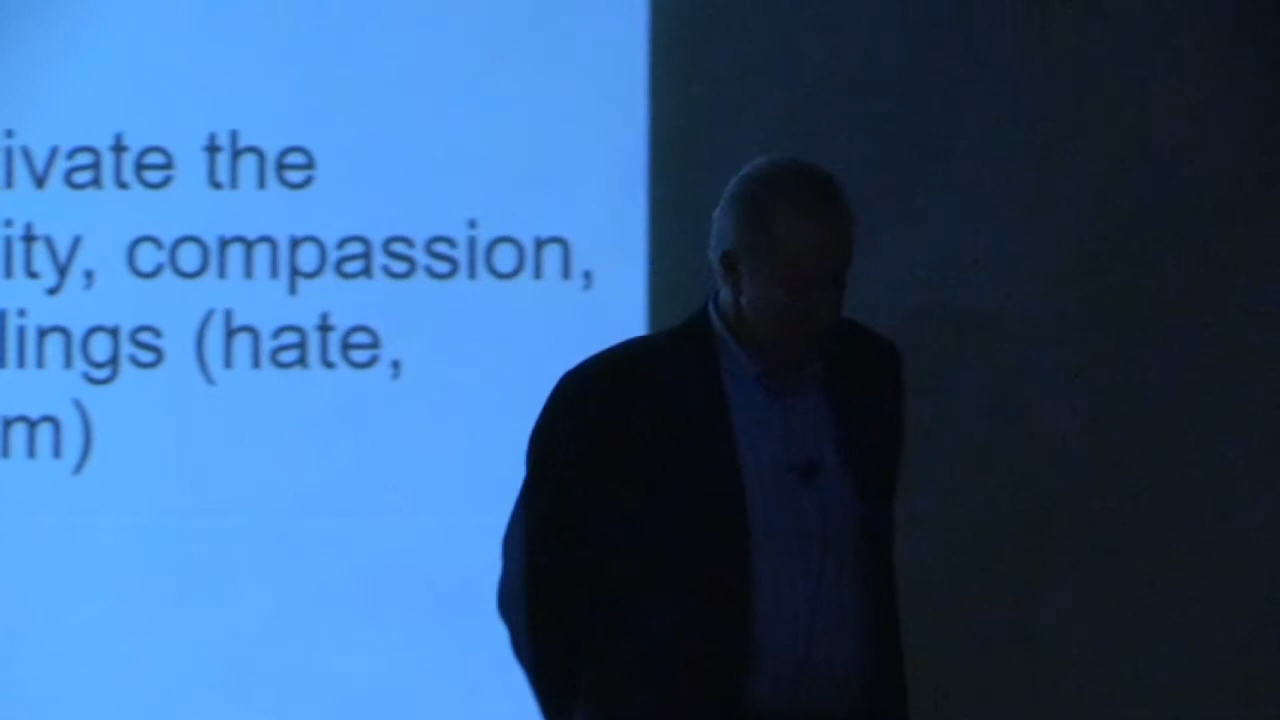 ivate the
ity, compassion,
lings (hate,
m)